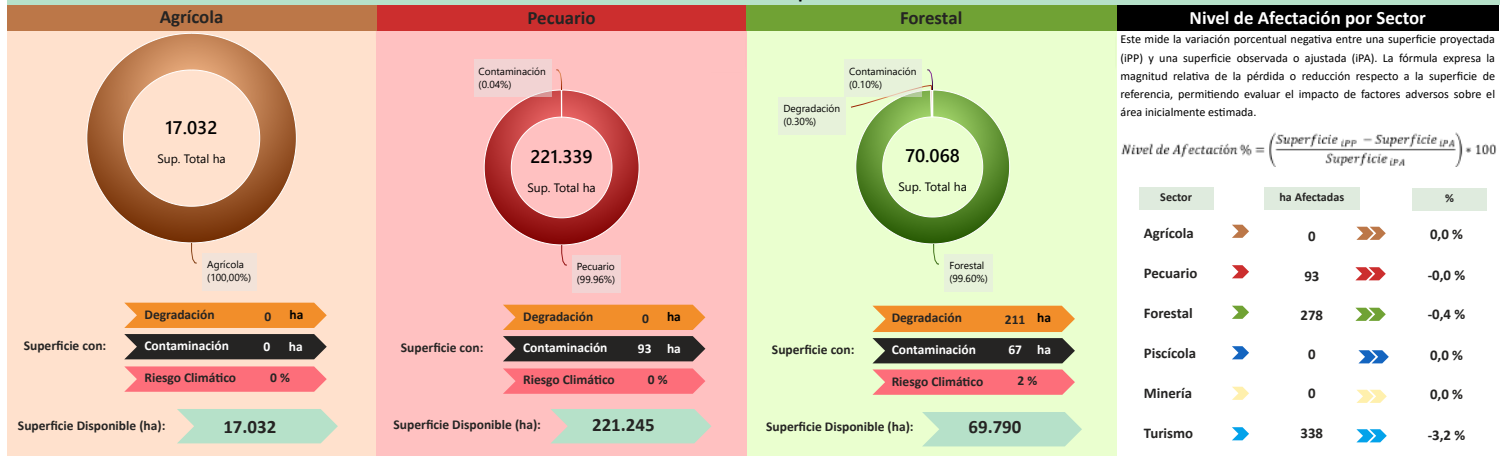 Agrícola
17.032
Sup. Total ha
Agrícola
(100,00%)
Superficie con:
Degradación 0 ha
Contaminación 0 ha
Riesgo Climático 0 %
Superficie Disponible (ha): 17.032
Pecuario
Contaminación
(0.04%)
221.339
Sup. Total ha
Pecuario
(99.96%)
Superficie con:
Degradación 0 ha
Contaminación 93 ha
Riesgo Climático 0 %
Superficie Disponible (ha): 221.245
Forestal
Contaminación
(0.10%)
Degradación
(0.30%)
70.068
Sup. Total ha
Forestal
(99.60%)
Superficie con:
Degradación 211 ha
Contaminación 67 ha
Riesgo Climático 2 %
Superficie Disponible (ha): 69.790
Nivel de Afectación por Sector
Este mide la variación porcentual negativa entre una superficie proyectada
(iPP) y una superficie observada o ajustada (iPA). La fórmula expresa la
magnitud relativa de la pérdida o reducción respecto a la superficie de
referencia, permitiendo evaluar el impacto de factores adversos sobre el
área inicialmente estimada.
Nivel de Afectación % = (Superficie iPP − Superficie iPA / Superficie iPA) * 100
Sector ha Afectadas %
Agrícola 0 0,0 %
Pecuario 93 -0,0 %
Forestal 278 -0,4 %
Piscícola 0 0,0 %
Minería 0 0,0 %
Turismo 338 -3,2 %